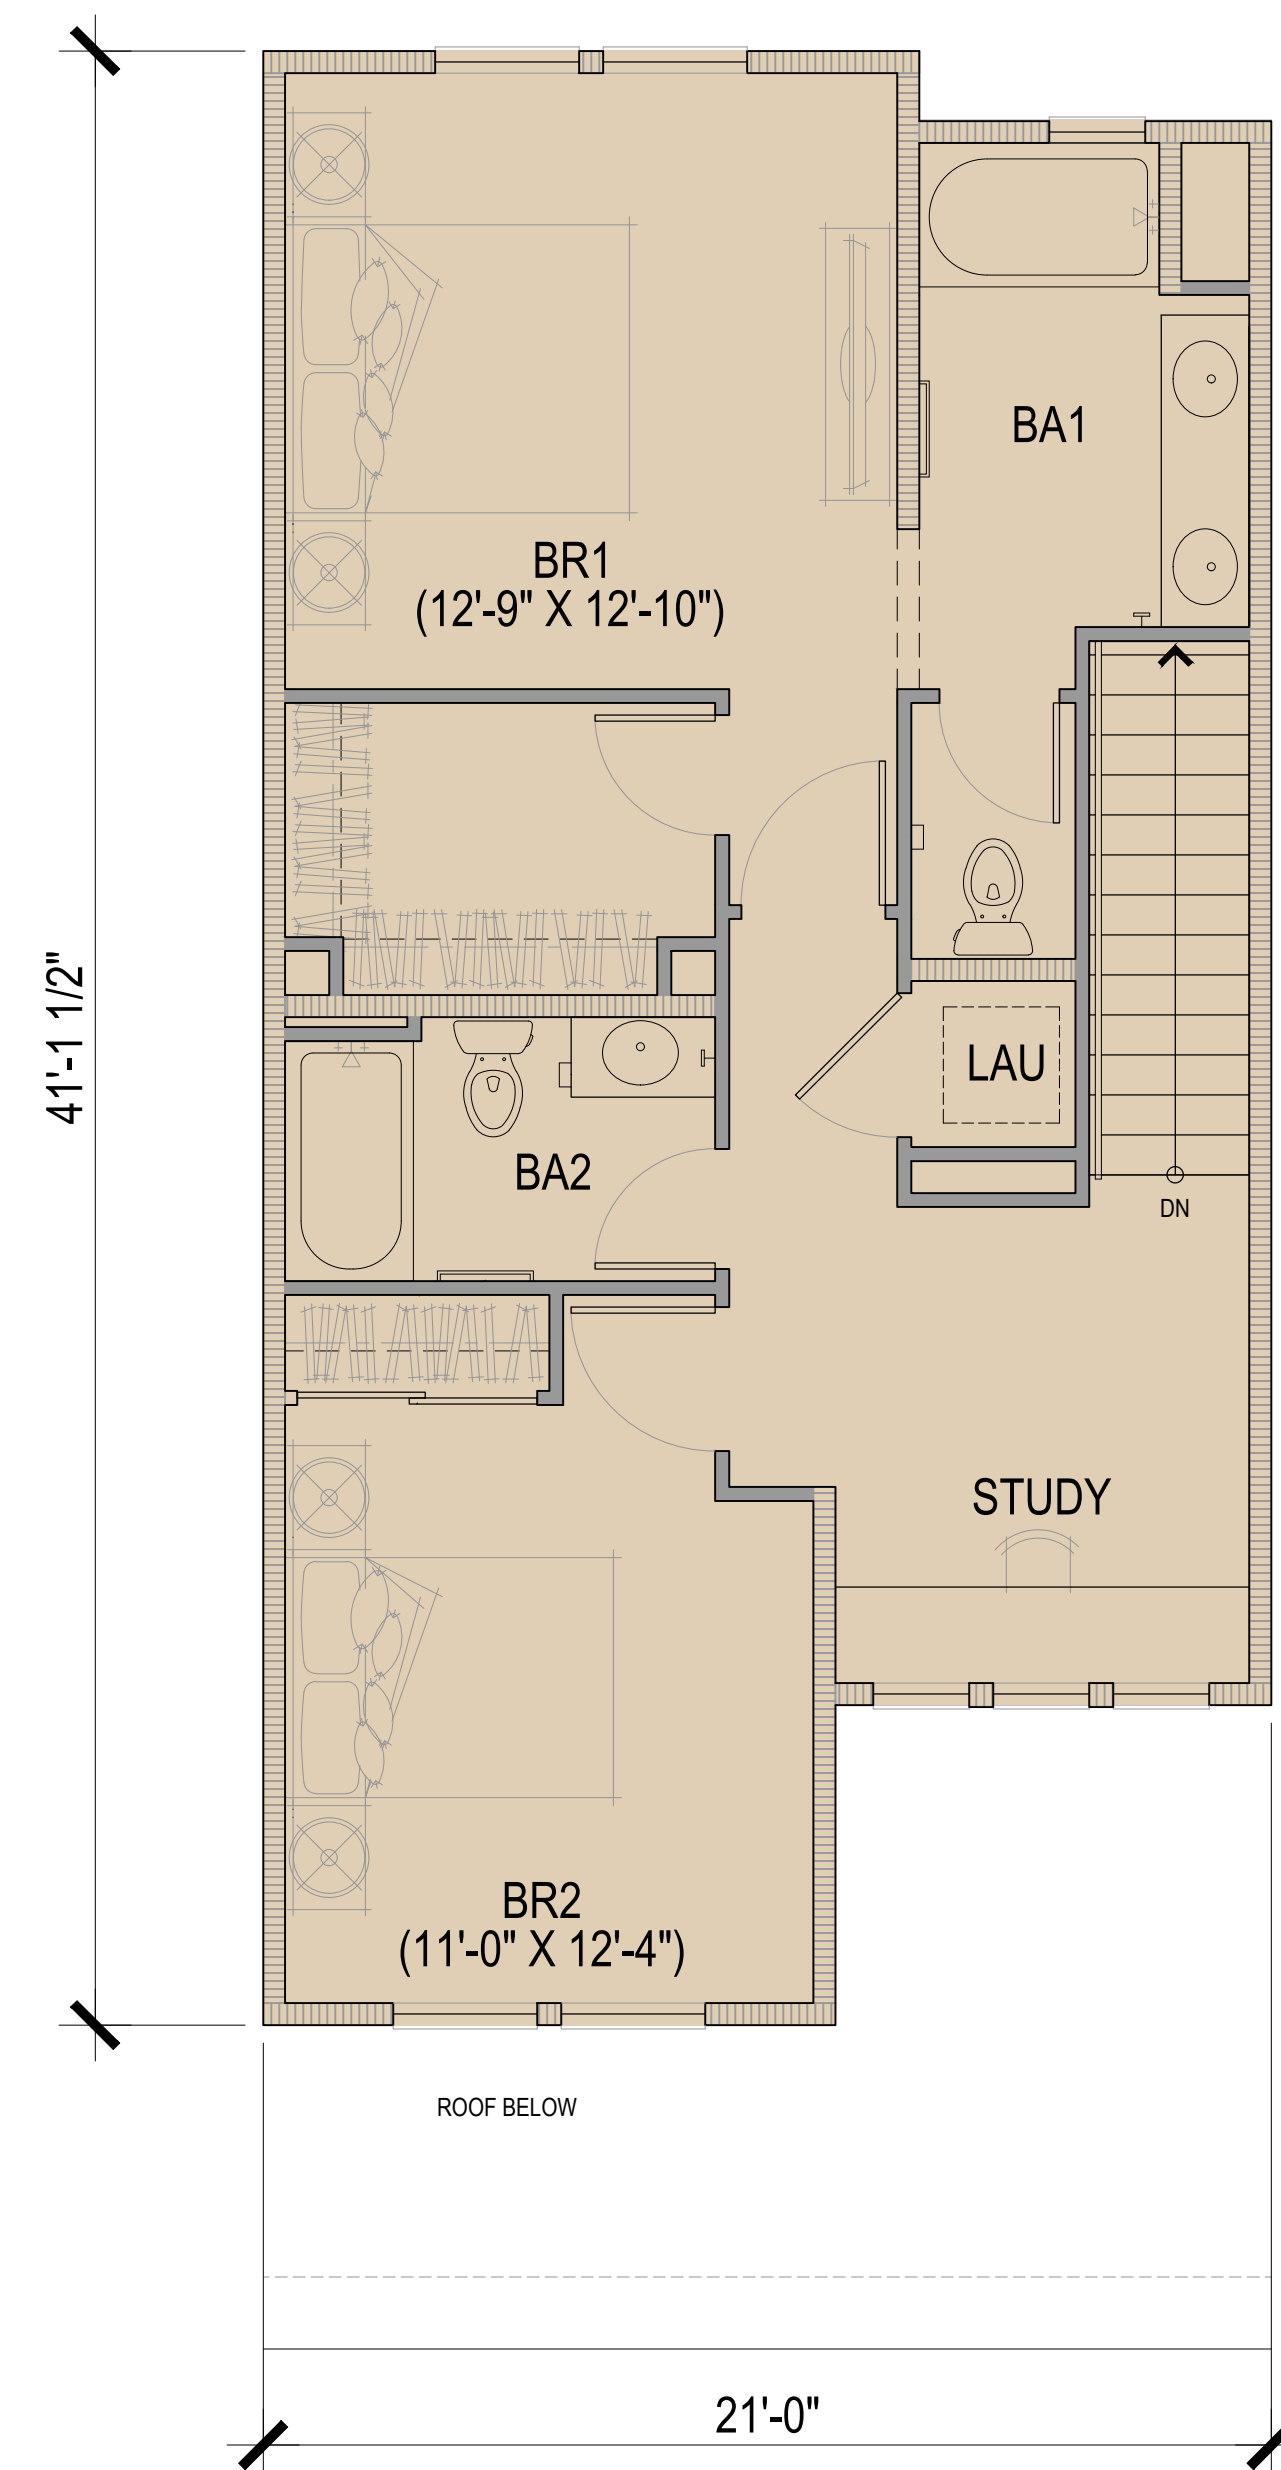 BA1
BR1
(12'-9" X 12'-10")
41'-1 1/2"
LAU
BA2
DN
STUDY
BR2
(11'-0" X 12'-4")
ROOF BELOW
21'-0"